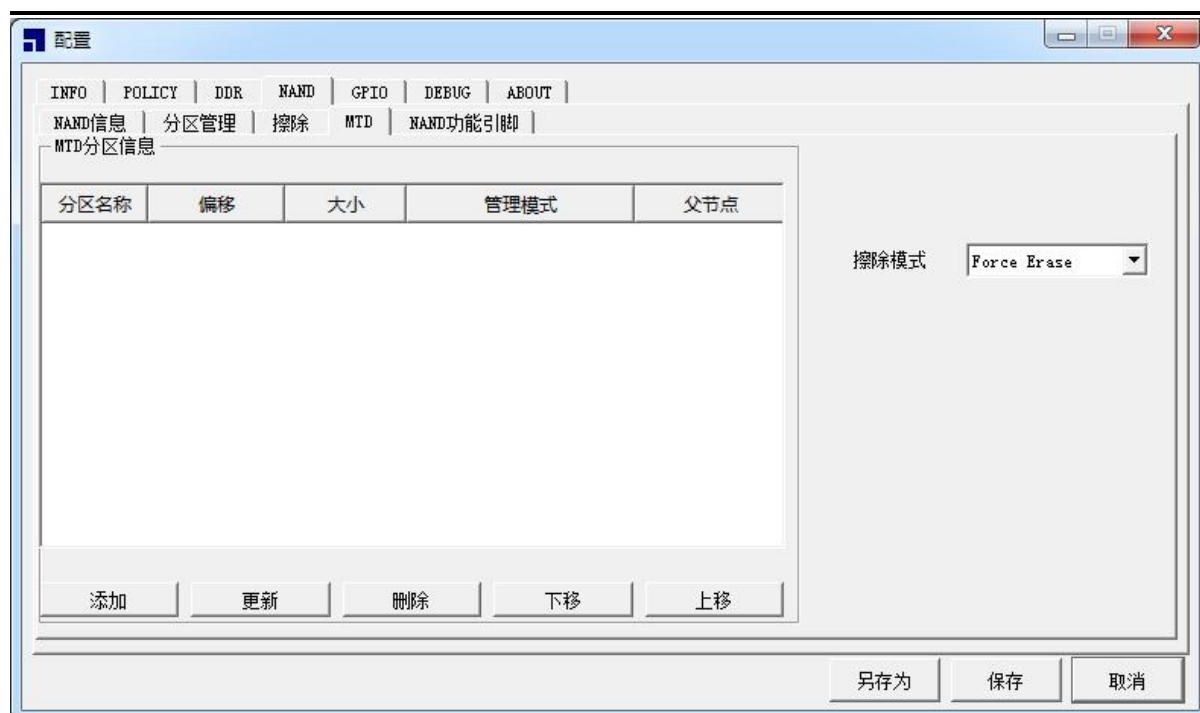 配置
INFO POLICY DDR NAND GPIO DEBUG ABOUT
NAND信息 分区管理 擦除 MTD NAND功能引脚
MTD分区信息
分区名称 偏移 大小 管理模式 父节点
擦除模式 Force Erase
添加 更新 删除 下移 上移
另存为 保存 取消